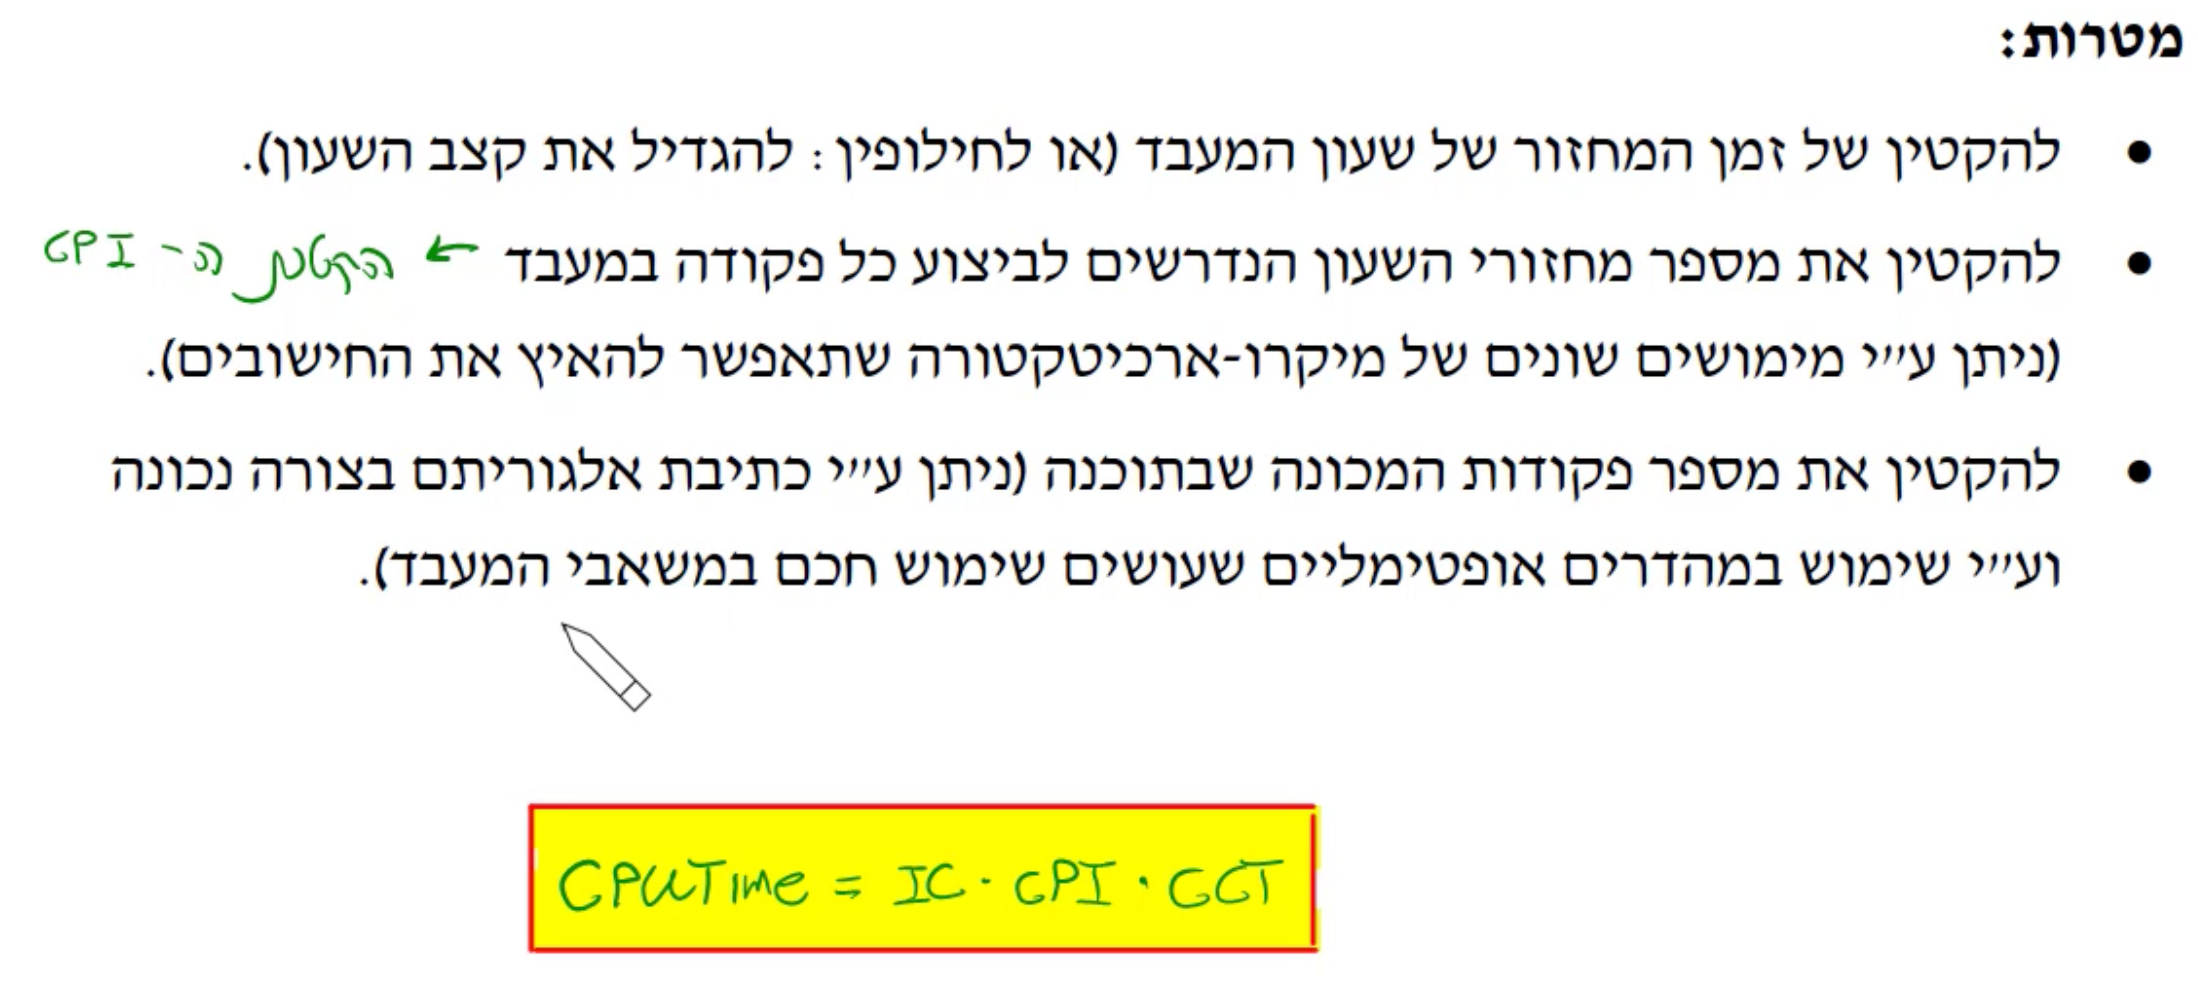 מטרות:
• להקטין של זמן המחזור של שעון המעבד (או לחילופין: להגדיל את קצב השעון).
• להקטין את מספר מחזורי השעון הנדרשים לביצוע כל פקודה במעבד ← הקטנת ה- CPI
(ניתן ע״י מימושים שונים של מיקרו-ארכיטקטורה שתאפשר להאיץ את החישובים).
• להקטין את מספר פקודות המכונה שבתוכנה (ניתן ע״י כתיבת אלגוריתם בצורה נכונה
וע״י שימוש במהדרים אופטימליים שעושים שימוש חכם במשאבי המעבד).
CPUTime = IC · CPI · CCT